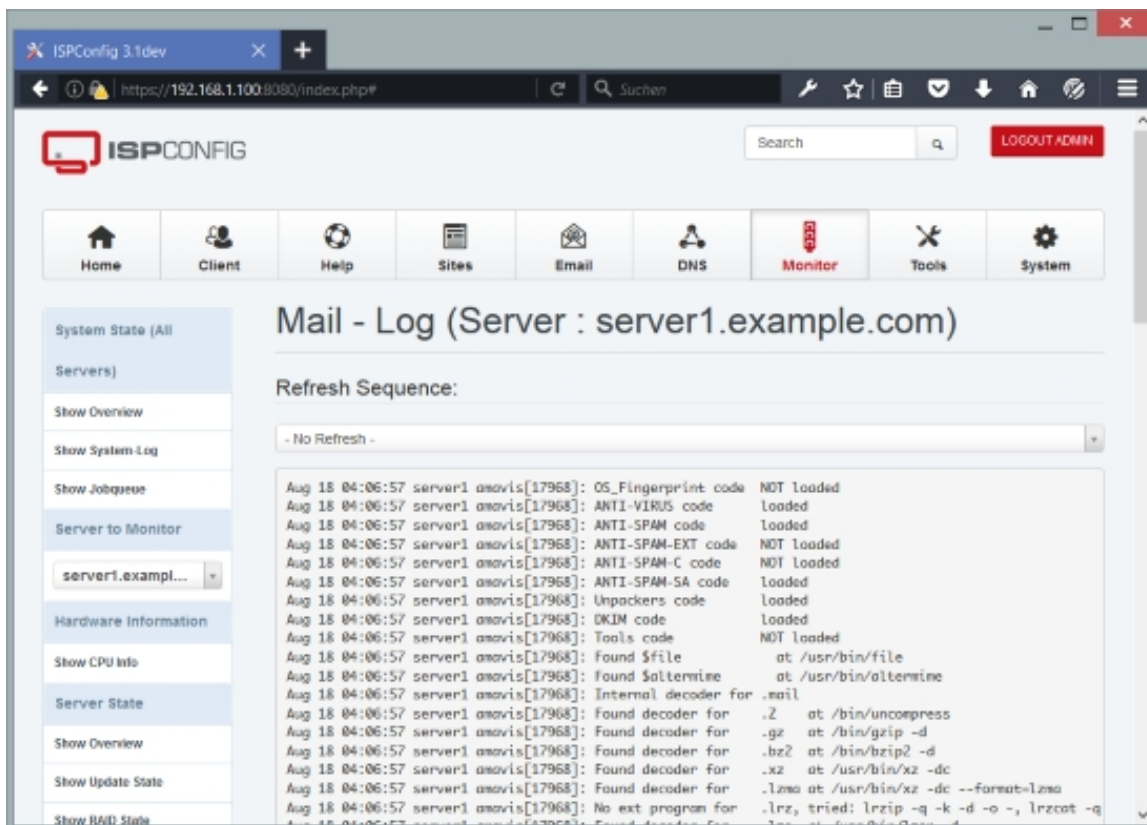 ISPConfig 3.1dev
https://192.168.1.100:8080/index.php#
Suchen
ISPCONFIG
Search
LOGOUT ADMIN
Home
Client
Help
Sites
Email
DNS
Monitor
Tools
System
System State (All
Servers)
Show Overview
Show System-Log
Show Jobqueue
Server to Monitor
server1.exampl...
Hardware Information
Show CPU Info
Server State
Show Overview
Show Update State
Show RAID State
Mail - Log (Server : server1.example.com)
Refresh Sequence:
- No Refresh -
Aug 18 04:06:57 server1 amavis[17968]: OS_Fingerprint code NOT loaded
Aug 18 04:06:57 server1 amavis[17968]: ANTI-VIRUS code loaded
Aug 18 04:06:57 server1 amavis[17968]: ANTI-SPAM code loaded
Aug 18 04:06:57 server1 amavis[17968]: ANTI-SPAM-EXT code NOT loaded
Aug 18 04:06:57 server1 amavis[17968]: ANTI-SPAM-C code NOT loaded
Aug 18 04:06:57 server1 amavis[17968]: ANTI-SPAM-SA code loaded
Aug 18 04:06:57 server1 amavis[17968]: Unpackers code loaded
Aug 18 04:06:57 server1 amavis[17968]: DKIM code loaded
Aug 18 04:06:57 server1 amavis[17968]: Tools code NOT loaded
Aug 18 04:06:57 server1 amavis[17968]: Found $file at /usr/bin/file
Aug 18 04:06:57 server1 amavis[17968]: Found $altermime at /usr/bin/altermime
Aug 18 04:06:57 server1 amavis[17968]: Internal decoder for .mail
Aug 18 04:06:57 server1 amavis[17968]: Found decoder for .Z at /bin/uncompress
Aug 18 04:06:57 server1 amavis[17968]: Found decoder for .gz at /bin/gzip -d
Aug 18 04:06:57 server1 amavis[17968]: Found decoder for .bz2 at /bin/bzip2 -d
Aug 18 04:06:57 server1 amavis[17968]: Found decoder for .xz at /usr/bin/xz -dc
Aug 18 04:06:57 server1 amavis[17968]: Found decoder for .lzma at /usr/bin/xz -dc --format=lzma
Aug 18 04:06:57 server1 amavis[17968]: No ext program for .lrz, tried: lrzip -q -k -d -o -, lrzcat -q